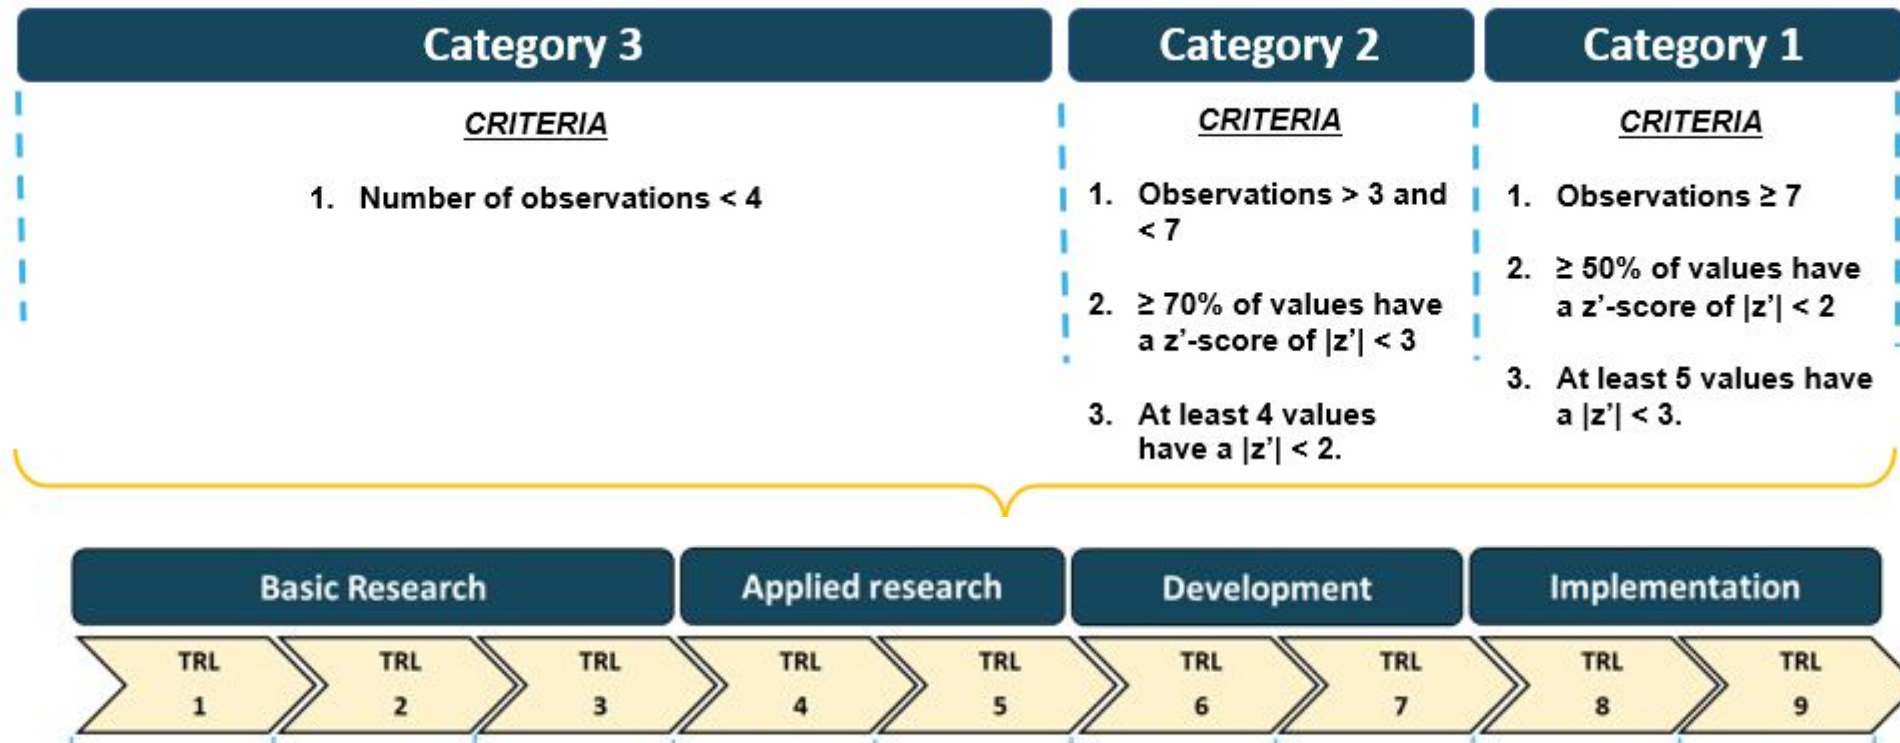 Category 3
CRITERIA
1. Number of observations < 4
Category 2
CRITERIA
1. Observations > 3 and
< 7
2. ≥ 70% of values have
a z’-score of |z’| < 3
3. At least 4 values
have a |z’| < 2.
Category 1
CRITERIA
1. Observations ≥ 7
2. ≥ 50% of values have
a z’-score of |z’| < 2
3. At least 5 values have
a |z’| < 3.
Basic Research
Applied research
Development
Implementation
TRL
1
TRL
2
TRL
3
TRL
4
TRL
5
TRL
6
TRL
7
TRL
8
TRL
9